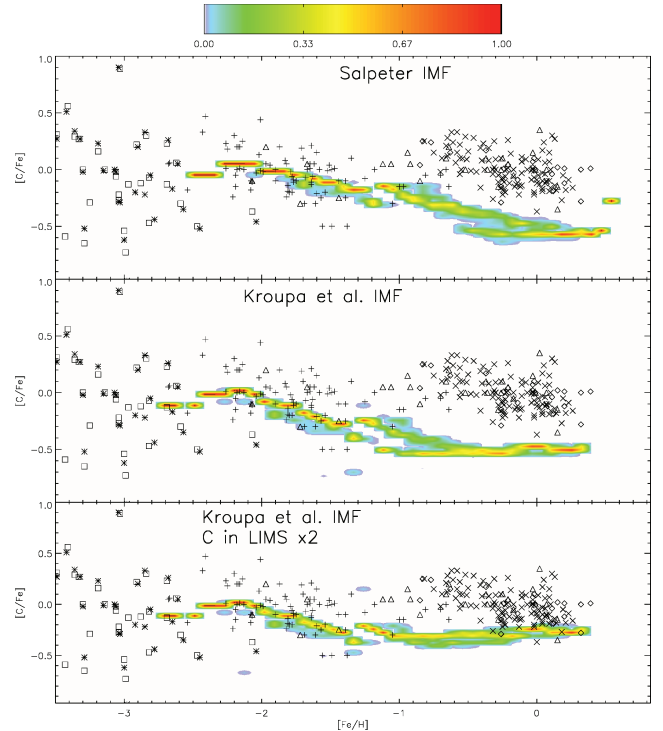 0.00 0.33 0.67 1.00
1.0
Salpeter IMF
0.5
[C/Fe]
0.0
−0.5
1.0
Kroupa et al. IMF
0.5
[C/Fe]
0.0
−0.5
1.0
Kroupa et al. IMF
C in LIMS x2
0.5
[C/Fe]
0.0
−0.5
−3 −2 −1 0
[Fe/H]